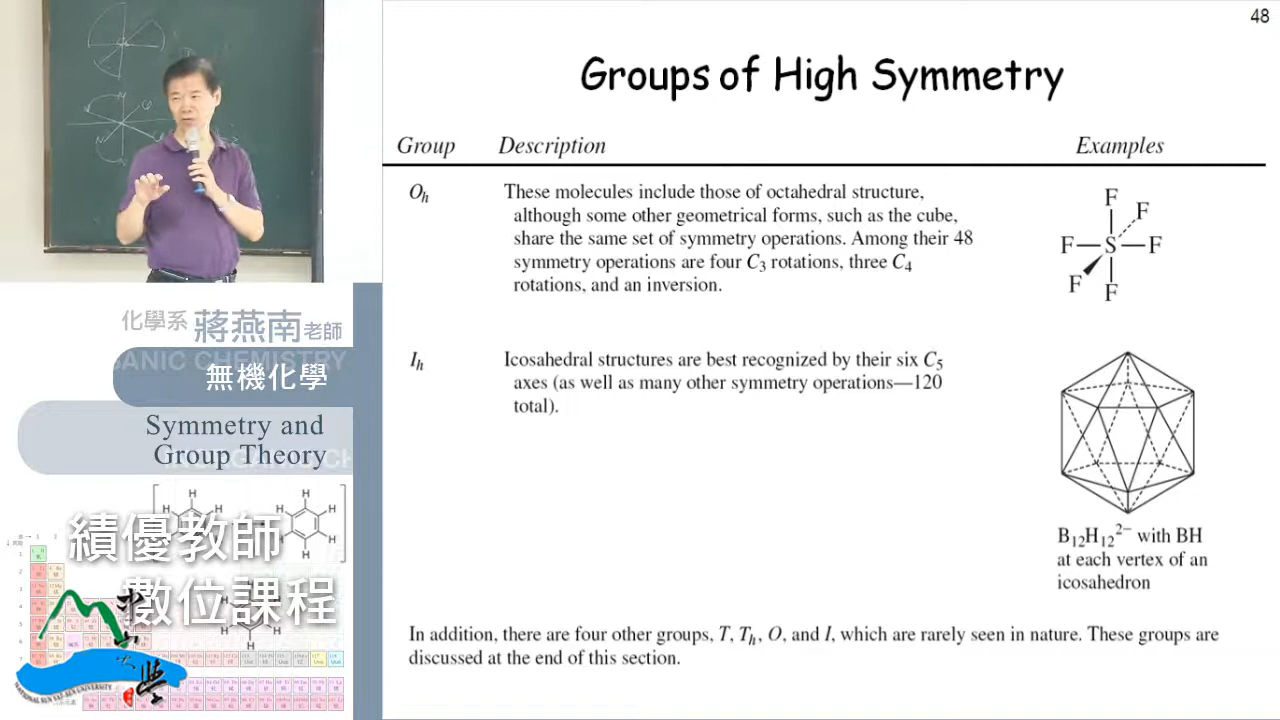 48
Groups of High Symmetry
Group Description Examples
Oh These molecules include those of octahedral structure,
although some other geometrical forms, such as the cube,
share the same set of symmetry operations. Among their 48
symmetry operations are four C3 rotations, three C4
rotations, and an inversion.
F
F
F—S—F
F
F
Ih Icosahedral structures are best recognized by their six C5
axes (as well as many other symmetry operations—120
total).
B12H12 2− with BH
at each vertex of an
icosahedron
In addition, there are four other groups, T, Th, O, and I, which are rarely seen in nature. These groups are
discussed at the end of this section.
化學系 蔣燕南老師
無機化學
Symmetry and
Group Theory
績優教師
數位課程